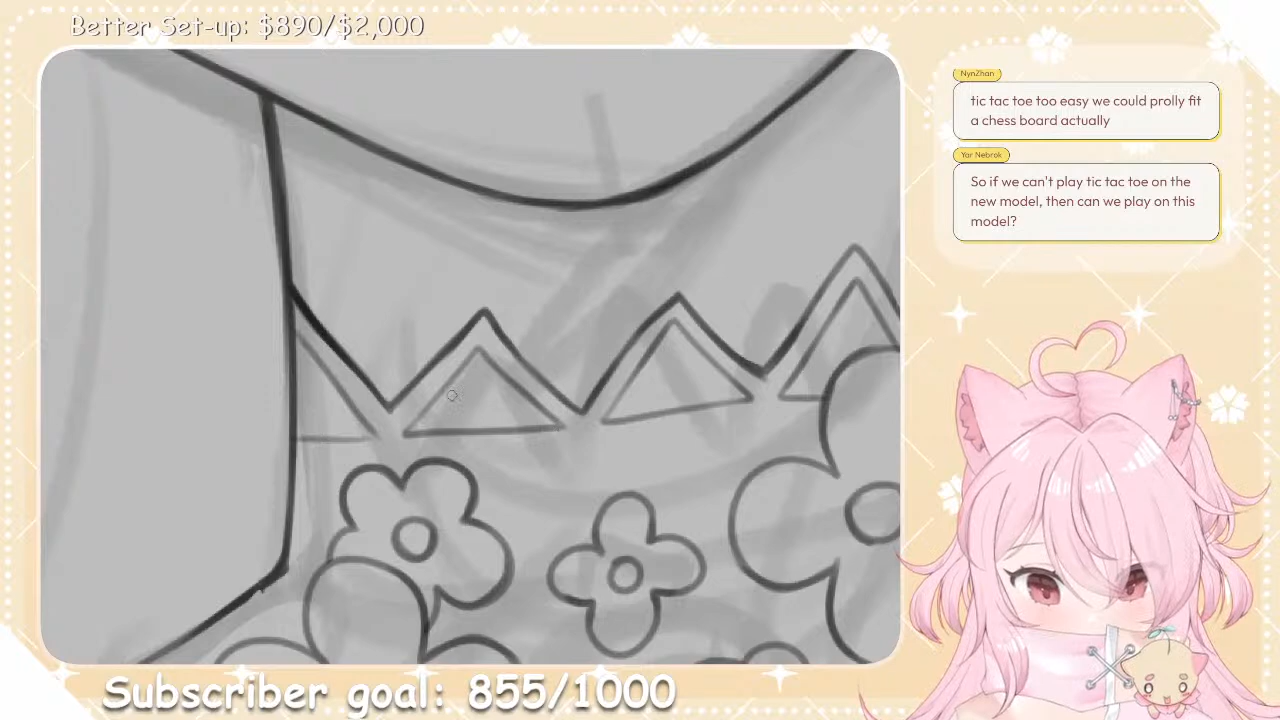 Better Set-up: $890/$2,000
NynZhan
tic tac toe too easy we could prolly fit
a chess board actually
Yar Nebrok
So if we can't play tic tac toe on the
new model, then can we play on this
model?
Subscriber goal: 855/1000